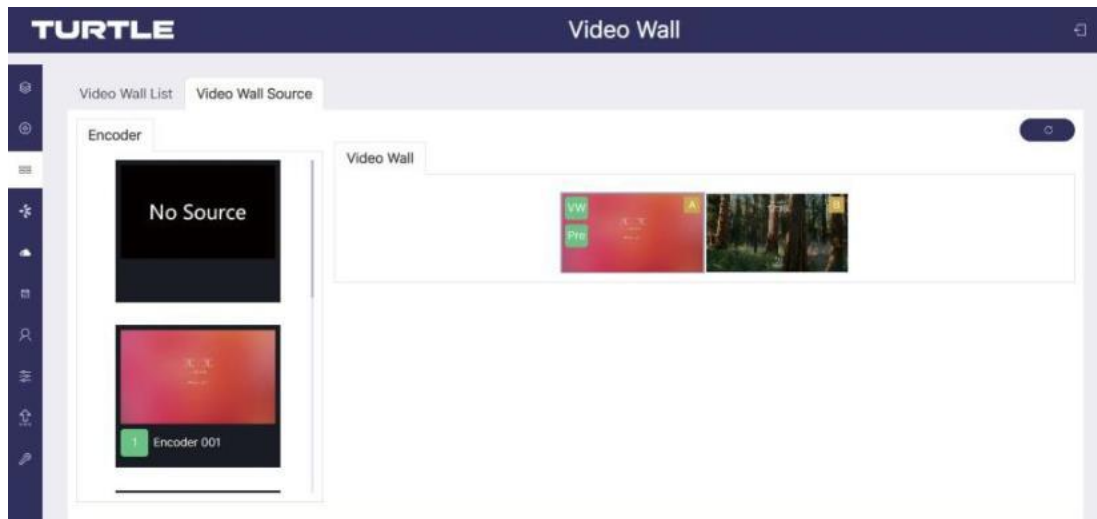 TURTLE
Video Wall
Video Wall List
Video Wall Source
Encoder
Video Wall
No Source
VW
A
B
Pre
1
Encoder 001